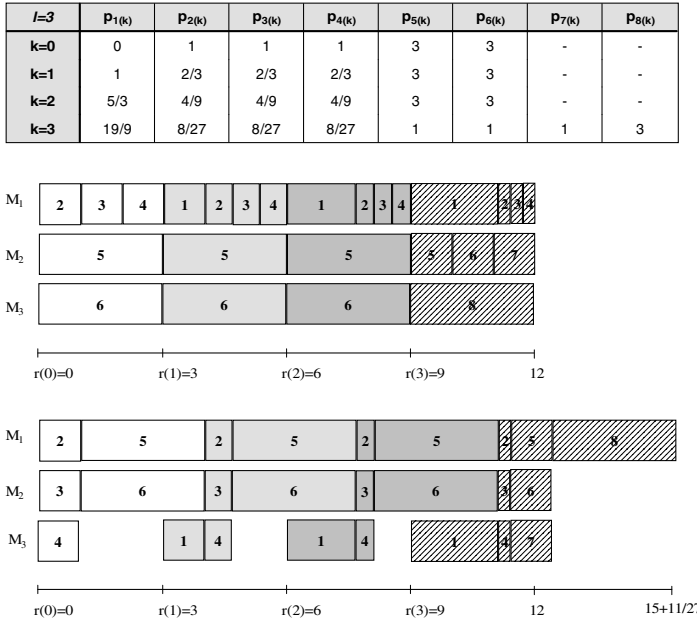 l=3 p1(k) p2(k) p3(k) p4(k) p5(k) p6(k) p7(k) p8(k)
k=0 0 1 1 1 3 3 - -
k=1 1 2/3 2/3 2/3 3 3 - -
k=2 5/3 4/9 4/9 4/9 3 3 - -
k=3 19/9 8/27 8/27 8/27 1 1 1 3
M1 2 3 4 1 2 3 4 1 2 3 4 1 2 3 4
M2 5 5 5 5 6 7
M3 6 6 6 8
r(0)=0 r(1)=3 r(2)=6 r(3)=9 12
M1 2 5 2 5 2 5 2 5 8
M2 3 6 3 6 3 6 3 6
M3 4 1 4 1 4 1 4 7
r(0)=0 r(1)=3 r(2)=6 r(3)=9 12 15+11/27